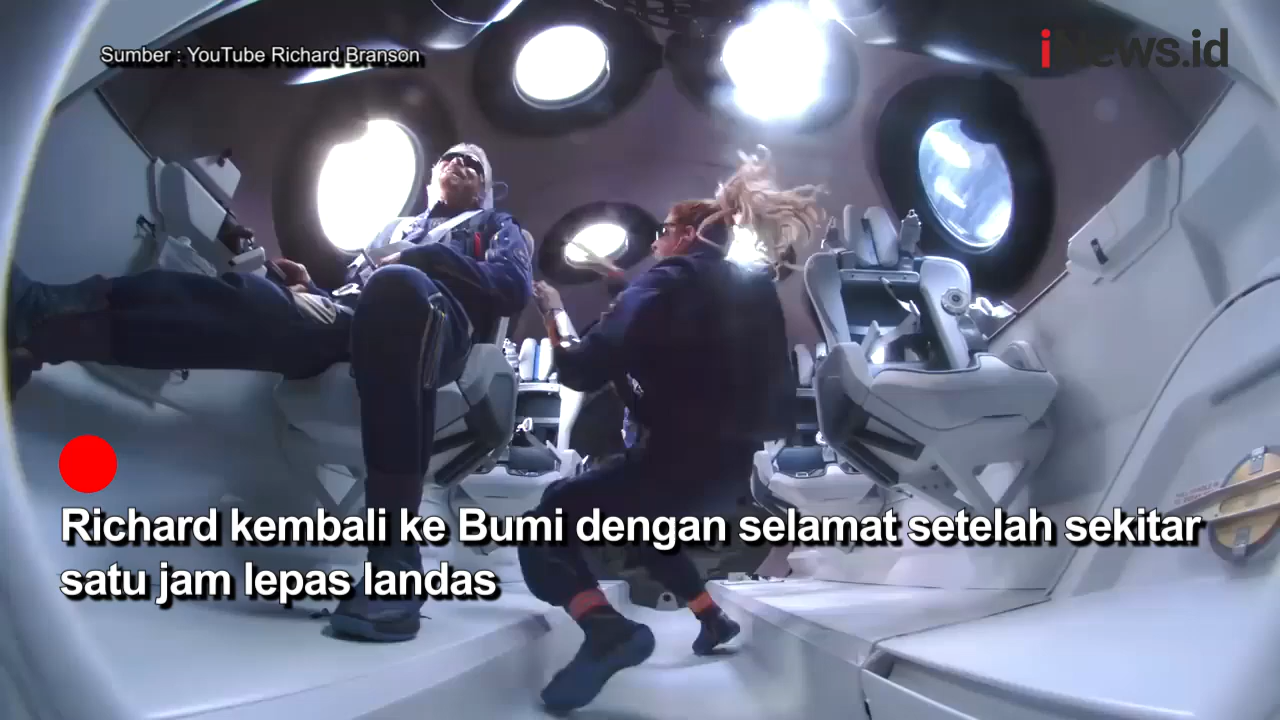 Sumber : YouTube Richard Branson
iNews.id
Richard kembali ke Bumi dengan selamat setelah sekitar
satu jam lepas landas